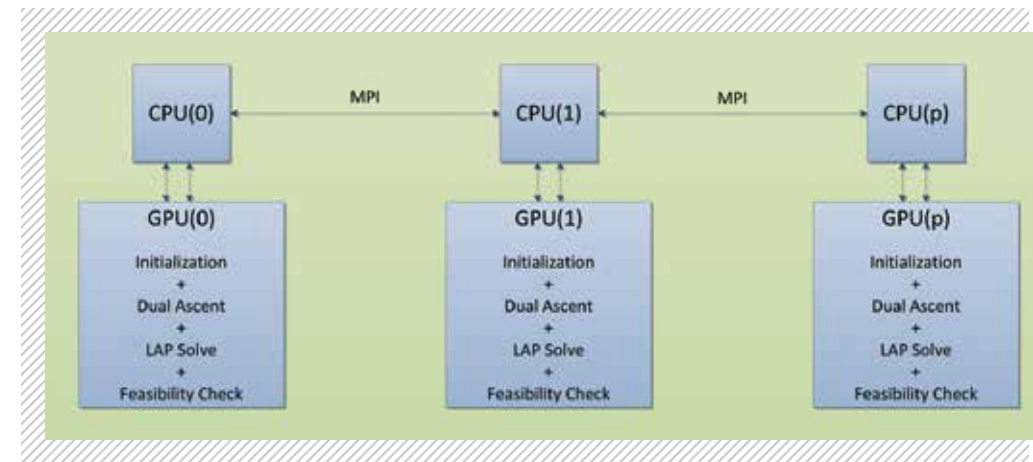 CPU(0)
MPI
CPU(1)
MPI
CPU(p)
GPU(0)
Initialization
+
Dual Ascent
+
LAP Solve
+
Feasibility Check
GPU(1)
Initialization
+
Dual Ascent
+
LAP Solve
+
Feasibility Check
GPU(p)
Initialization
+
Dual Ascent
+
LAP Solve
+
Feasibility Check